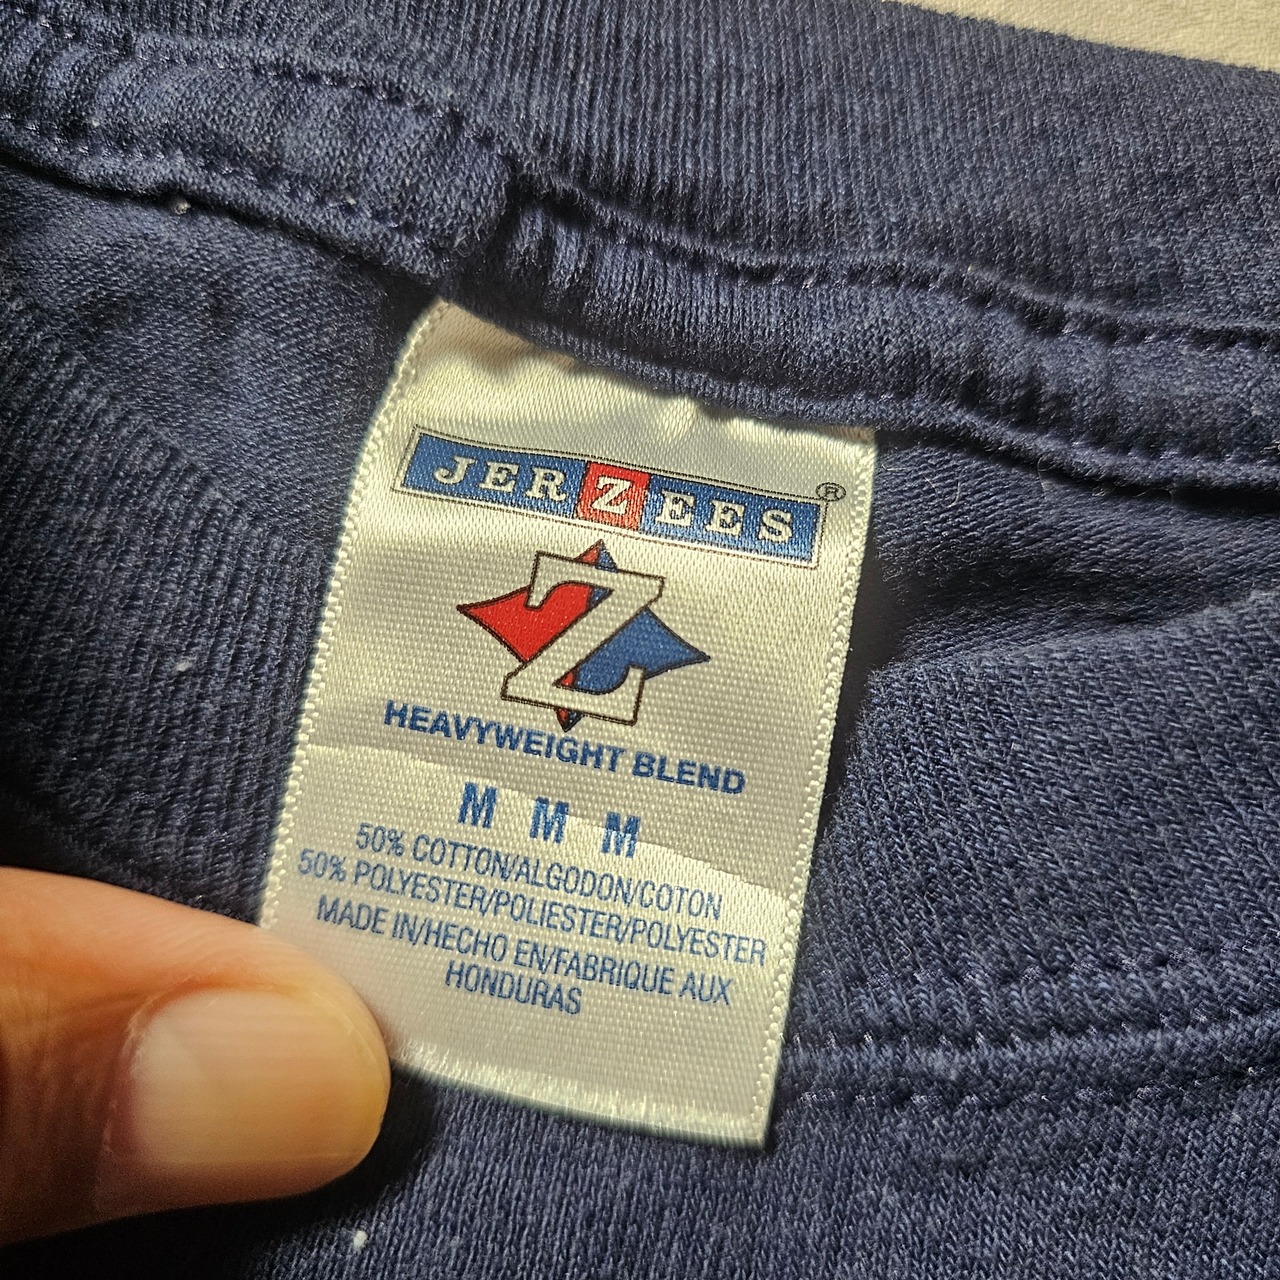 JERZEES®
Z
HEAVYWEIGHT BLEND
M M M
50% COTTON/ALGODON/COTON
50% POLYESTER/POLIESTER/POLYESTER
MADE IN/HECHO EN/FABRIQUE AUX
HONDURAS